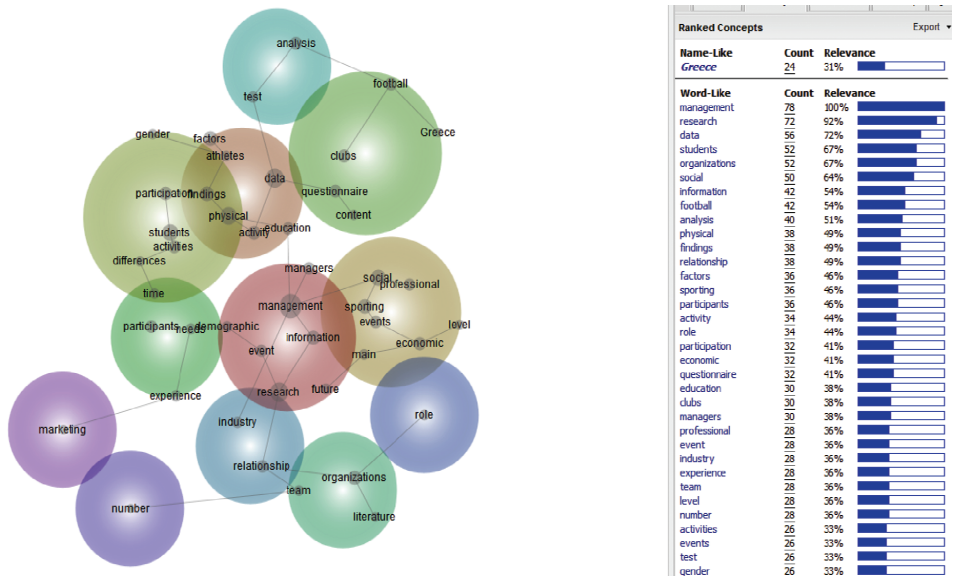 analysis
football
test
Greece
gender
factors
athletes
clubs
data
participation
findings
questionnaire
physical
content
students
activity
education
activities
differences
managers
social
professional
time
management
sporting
participants
needs
demographic
events
level
information
economic
event
main
experience
research
future
industry
role
marketing
relationship
organizations
team
number
literature
Ranked Concepts Export
Name-Like Count Relevance
Greece 24 31%
Word-Like Count Relevance
management 78 100%
research 72 92%
data 56 72%
students 52 67%
organizations 52 67%
social 50 64%
information 42 54%
football 42 54%
analysis 40 51%
physical 38 49%
findings 38 49%
relationship 38 49%
factors 36 46%
sporting 36 46%
participants 36 46%
activity 34 44%
role 34 44%
participation 32 41%
economic 32 41%
questionnaire 32 41%
education 30 38%
clubs 30 38%
managers 30 38%
professional 28 36%
event 28 36%
industry 28 36%
experience 28 36%
team 28 36%
level 28 36%
number 28 36%
activities 26 33%
events 26 33%
test 26 33%
gender 26 33%